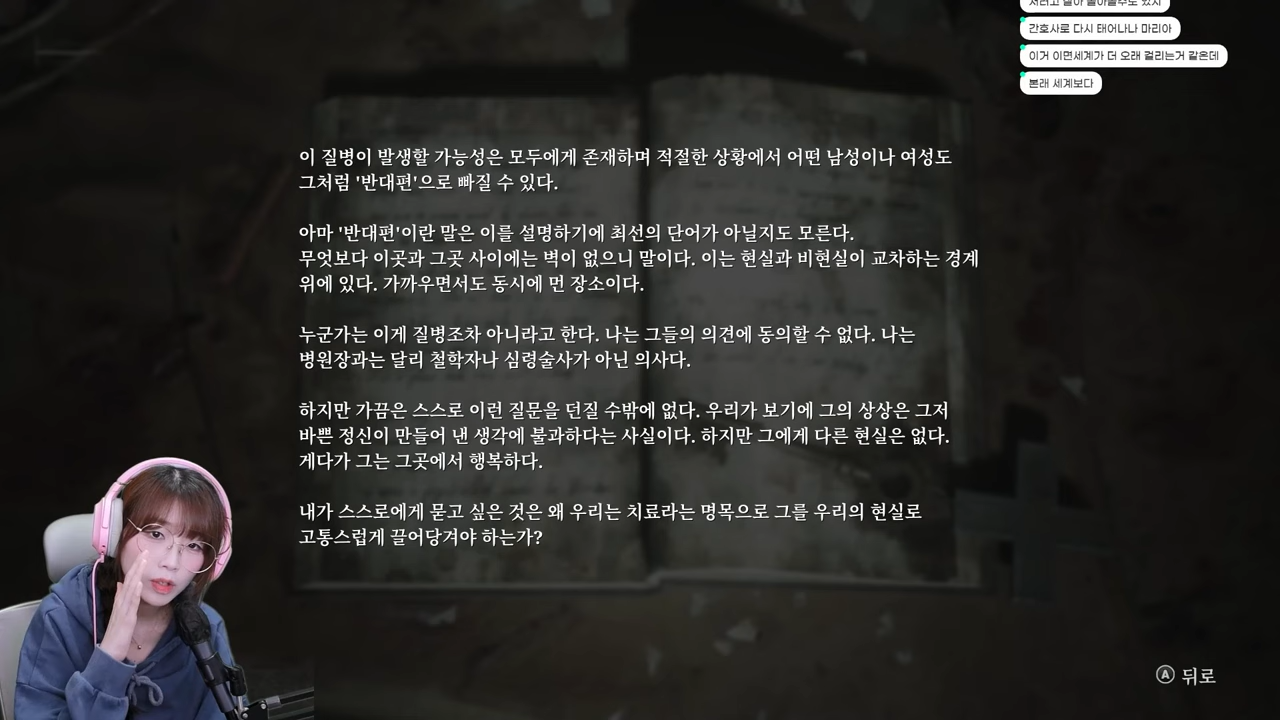 간호사로 다시 태어나나 마리아
이거 이면세계가 더 오래 걸리는거 같은데
본래 세계보다
이 질병이 발생할 가능성은 모두에게 존재하며 적절한 상황에서 어떤 남성이나 여성도
그처럼 '반대편'으로 빠질 수 있다.
아마 '반대편'이란 말은 이를 설명하기에 최선의 단어가 아닐지도 모른다.
무엇보다 이곳과 그곳 사이에는 벽이 없으니 말이다. 이는 현실과 비현실이 교차하는 경계
위에 있다. 가까우면서도 동시에 먼 장소이다.
누군가는 이게 질병조차 아니라고 한다. 나는 그들의 의견에 동의할 수 없다. 나는
병원장과는 달리 철학자나 심령술사가 아닌 의사다.
하지만 가끔은 스스로 이런 질문을 던질 수밖에 없다. 우리가 보기에 그의 상상은 그저
바쁜 정신이 만들어 낸 생각에 불과하다는 사실이다. 하지만 그에게 다른 현실은 없다.
게다가 그는 그곳에서 행복하다.
내가 스스로에게 묻고 싶은 것은 왜 우리는 치료라는 명목으로 그를 우리의 현실로
고통스럽게 끌어당겨야 하는가?
A 뒤로